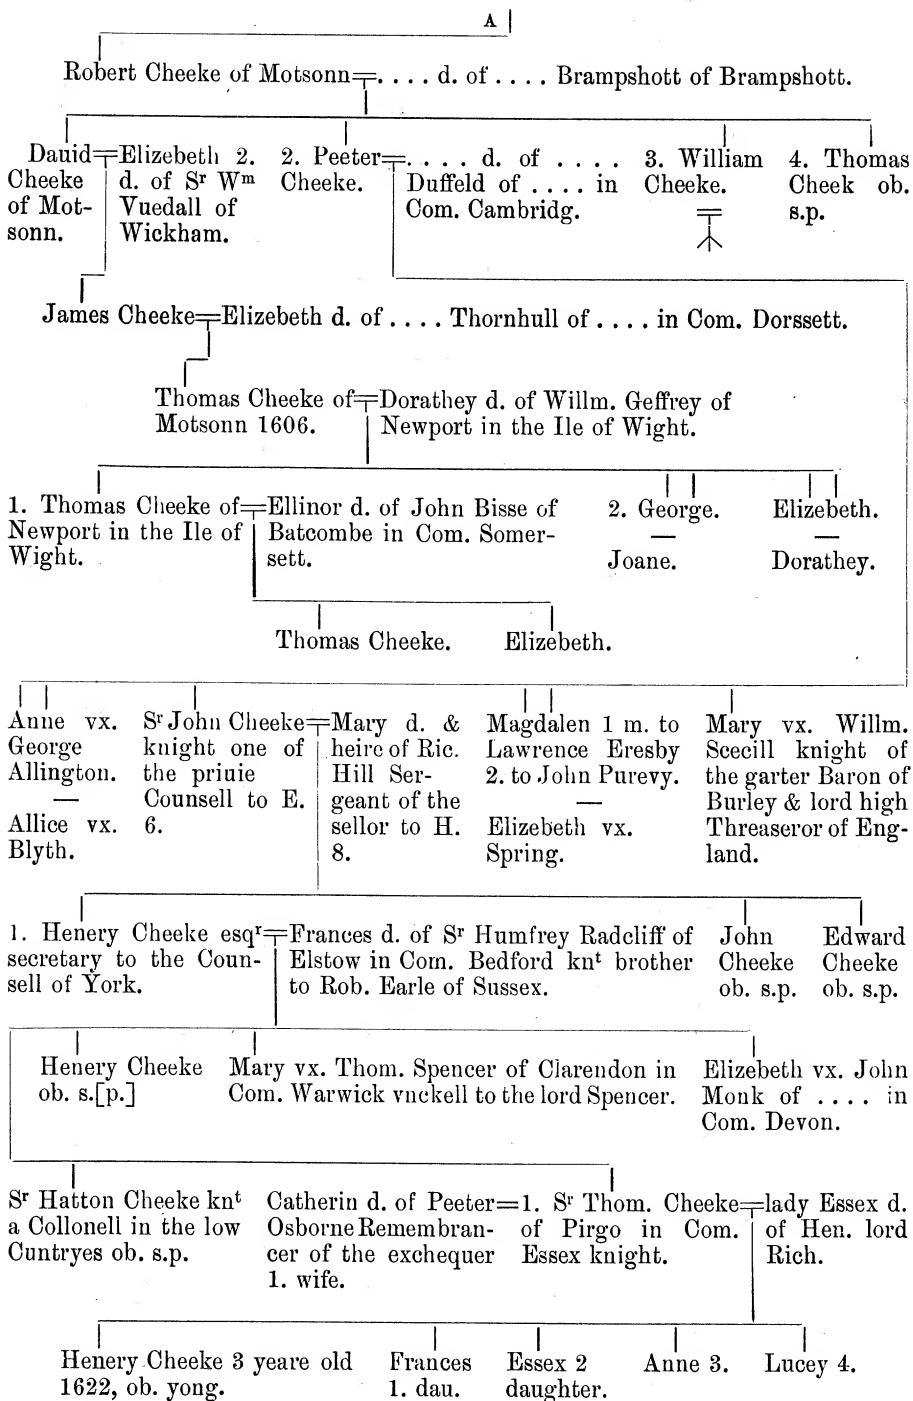 A
Robert Cheeke of Motsonn=. . . . d. of . . . . Brampshott of Brampshott.
Dauid=Elizebeth 2. 2. Peeter=. . . . d. of . . . . 3. William 4. Thomas
Cheeke d. of Sʳ Wᵐ Cheeke. Duffeld of . . . . in Cheeke. Cheek ob.
of Mot- Vuedall of Com. Cambridg. s.p.
sonn. Wickham.
James Cheeke=Elizebeth d. of . . . . Thornhull of . . . . in Com. Dorssett.
Thomas Cheeke of=Dorathey d. of Willm. Geffrey of
Motsonn 1606. Newport in the Ile of Wight.
1. Thomas Cheeke of=Ellinor d. of John Bisse of 2. George. Elizebeth.
Newport in the Ile of Batcombe in Com. Somer- — —
Wight. sett. Joane. Dorathey.
Thomas Cheeke. Elizebeth.
Anne vx. Sʳ John Cheeke=Mary d. & Magdalen 1 m. to Mary vx. Willm.
George knight one of heire of Ric. Lawrence Eresby Scecill knight of
Allington. the priuie Hill Ser- 2. to John Purevy. the garter Baron of
— Counsell to E. geant of the — Burley & lord high
Allice vx. 6. sellor to H. Elizebeth vx. Threaseror of Eng-
Blyth. 8. Spring. land.
1. Henery Cheeke esqʳ=Frances d. of Sʳ Humfrey Radcliff of John Edward
secretary to the Coun- Elstow in Com. Bedford knᵗ brother Cheeke Cheeke
sell of York. to Rob. Earle of Sussex. ob. s.p. ob. s.p.
Henery Cheeke Mary vx. Thom. Spencer of Clarendon in Elizebeth vx. John
ob. s.[p.] Com. Warwick vnckell to the lord Spencer. Monk of . . . . in
Com. Devon.
Sʳ Hatton Cheeke knᵗ Catherin d. of Peeter=1. Sʳ Thom. Cheeke=lady Essex d.
a Collonell in the low Osborne Remembran- of Pirgo in Com. of Hen. lord
Cuntryes ob. s.p. cer of the exchequer Essex knight. Rich.
1. wife.
Henery Cheeke 3 yeare old Frances Essex 2 Anne 3. Lucey 4.
1622, ob. yong. 1. dau. daughter.